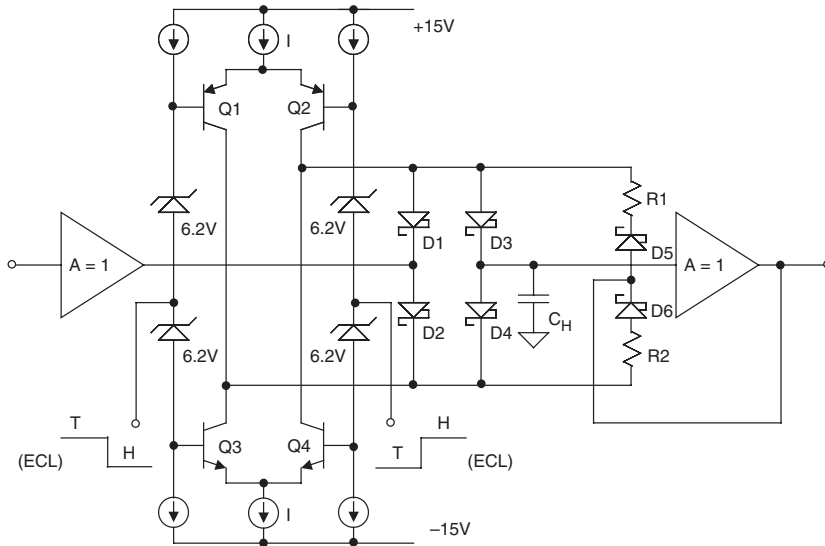 +15V
I
Q1
Q2
R1
6.2V
6.2V
D1
D3
D5
A = 1
A = 1
D6
6.2V
6.2V
D2
D4
CH
R2
T
H
(ECL)
Q3
Q4
H
T
(ECL)
I
–15V